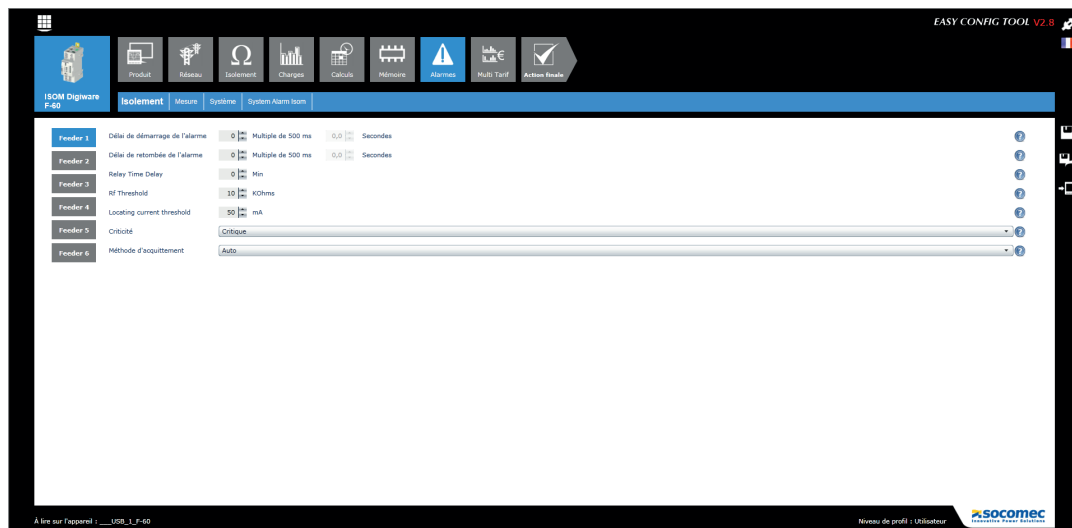 EASY CONFIG TOOL V2.8
Produit
Réseau
Isolement
Charges
Calculs
Mémoire
Alarmes
Multi Tarif
Action finale
ISOM Digiware
F-60
Isolement
Mesure
Système
System Alarm Isom
Feeder 1
Feeder 2
Feeder 3
Feeder 4
Feeder 5
Feeder 6
Délai de démarrage de l'alarme 0 Multiple de 500 ms 0,0 Secondes
Délai de retombée de l'alarme 0 Multiple de 500 ms 0,0 Secondes
Relay Time Delay 0 Min
Rf Threshold 10 KOhms
Locating current threshold 50 mA
Criticité Critique
Méthode d'acquittement Auto
À lire sur l'appareil : ___USB_1_F-60
Niveau de profil : Utilisateur
socomec
Innovative Power Solutions